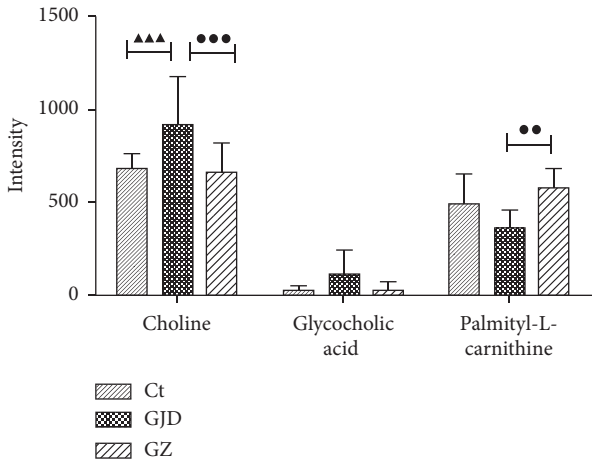 1500
▲▲▲
●●●
1000
Intensity
●●
500
0
Choline
Glycocholic
acid
Palmityl-L-
carnithine
Ct
GJD
GZ